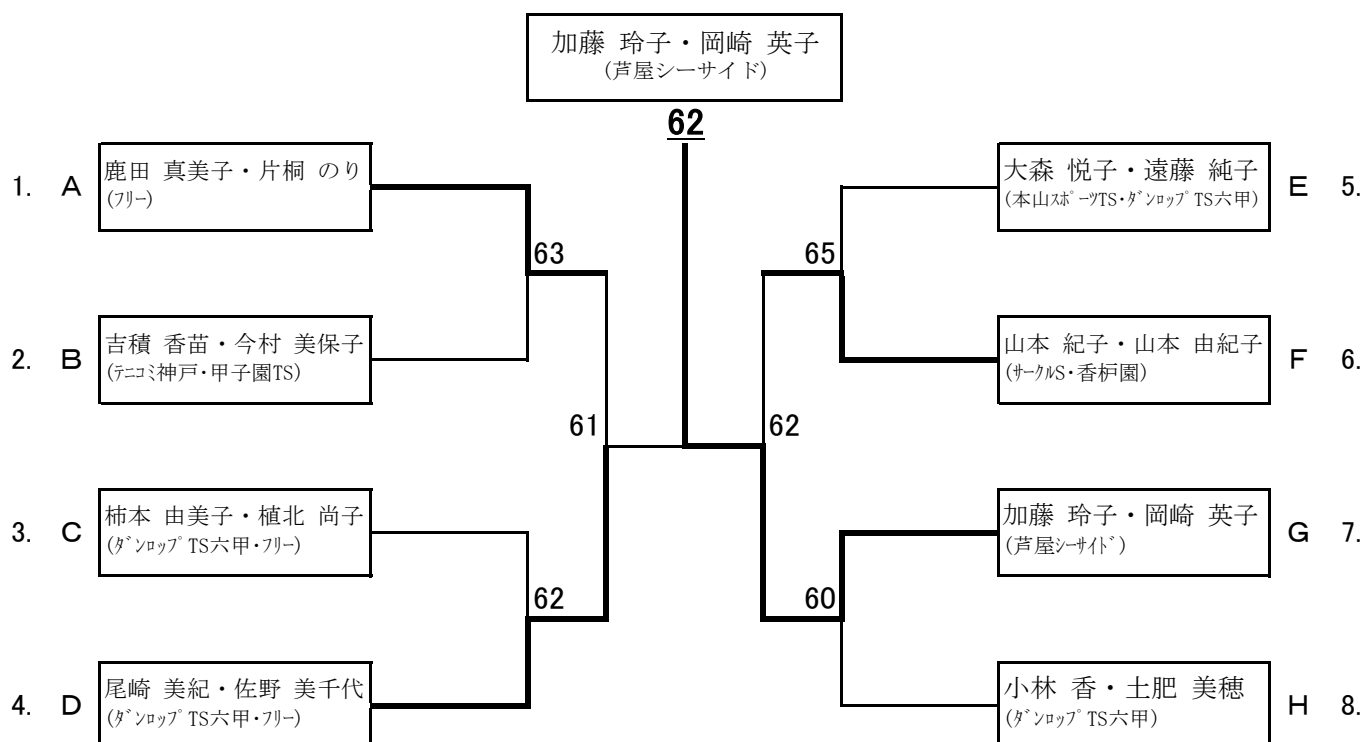 加藤 玲子・岡崎 英子
(芦屋シーサイド)
62
1. A 鹿田 真美子・片桐 のり
(フリー)
大森 悦子・遠藤 純子 E 5.
(本山スポーツTS・ダンロップTS六甲)
63
65
2. B 吉積 香苗・今村 美保子
(テニコミ神戸・甲子園TS)
山本 紀子・山本 由紀子 F 6.
(サークルS・香枦園)
61
62
3. C 柿本 由美子・植北 尚子
(ダンロップTS六甲・フリー)
加藤 玲子・岡崎 英子 G 7.
(芦屋シーサイド)
62
60
4. D 尾崎 美紀・佐野 美千代
(ダンロップTS六甲・フリー)
小林 香・土肥 美穂 H 8.
(ダンロップTS六甲)